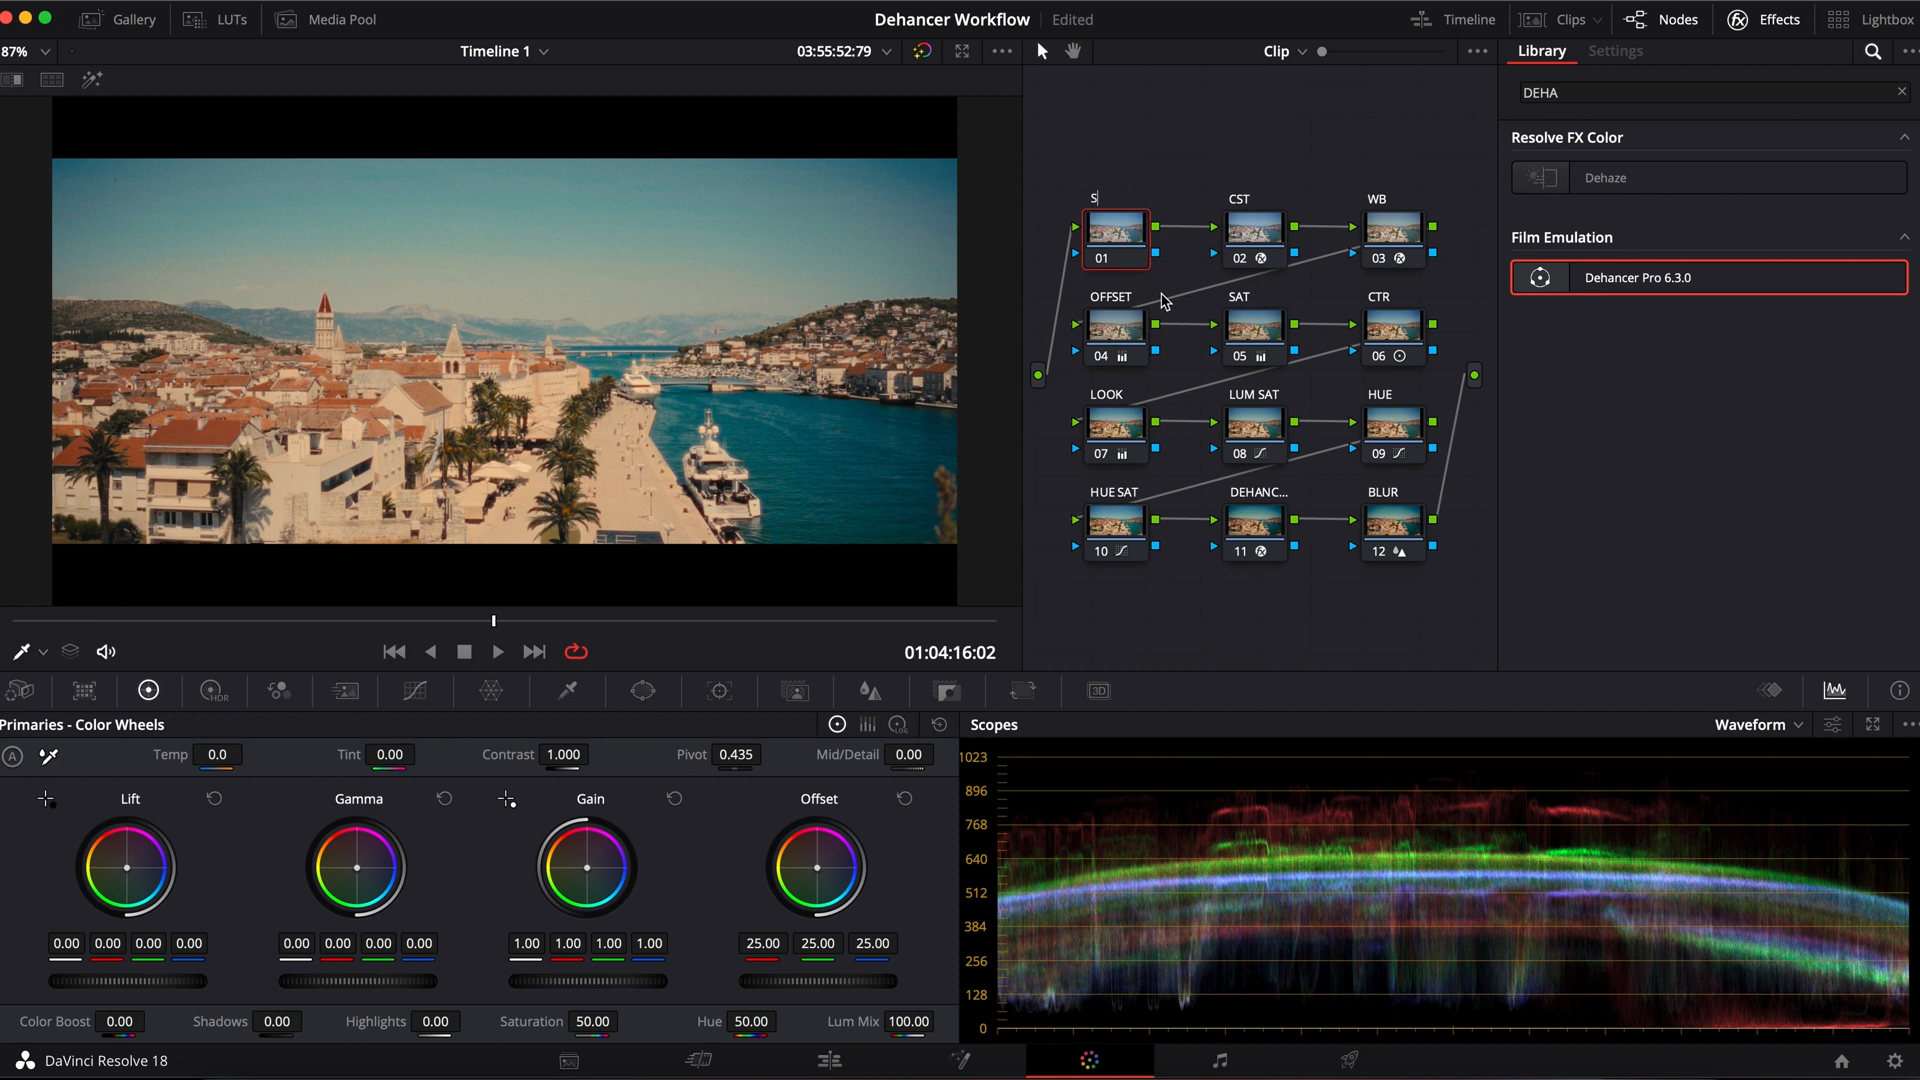 Gallery
LUTs
Media Pool
Dehancer Workflow
Edited
Timeline
Clips
Nodes
Effects
Lightbox
87%
Timeline 1
03:55:52:79
Clip
Library
Settings
DEHA
Resolve FX Color
Dehaze
Film Emulation
Dehancer Pro 6.3.0
S
CST
WB
01
02
03
OFFSET
SAT
CTR
04
05
06
LOOK
LUM SAT
HUE
07
08
09
HUE SAT
DEHANC...
BLUR
10
11
12
01:04:16:02
HDR
3D
Primaries - Color Wheels
LOG
A
Temp 0.0
Tint 0.00
Contrast 1.000
Pivot 0.435
Mid/Detail 0.00
Lift
Gamma
Gain
Offset
0.00 0.00 0.00 0.00
0.00 0.00 0.00 0.00
1.00 1.00 1.00 1.00
25.00 25.00 25.00
Color Boost 0.00
Shadows 0.00
Highlights 0.00
Saturation 50.00
Hue 50.00
Lum Mix 100.00
Scopes
Waveform
1023
896
768
640
512
384
256
128
0
DaVinci Resolve 18